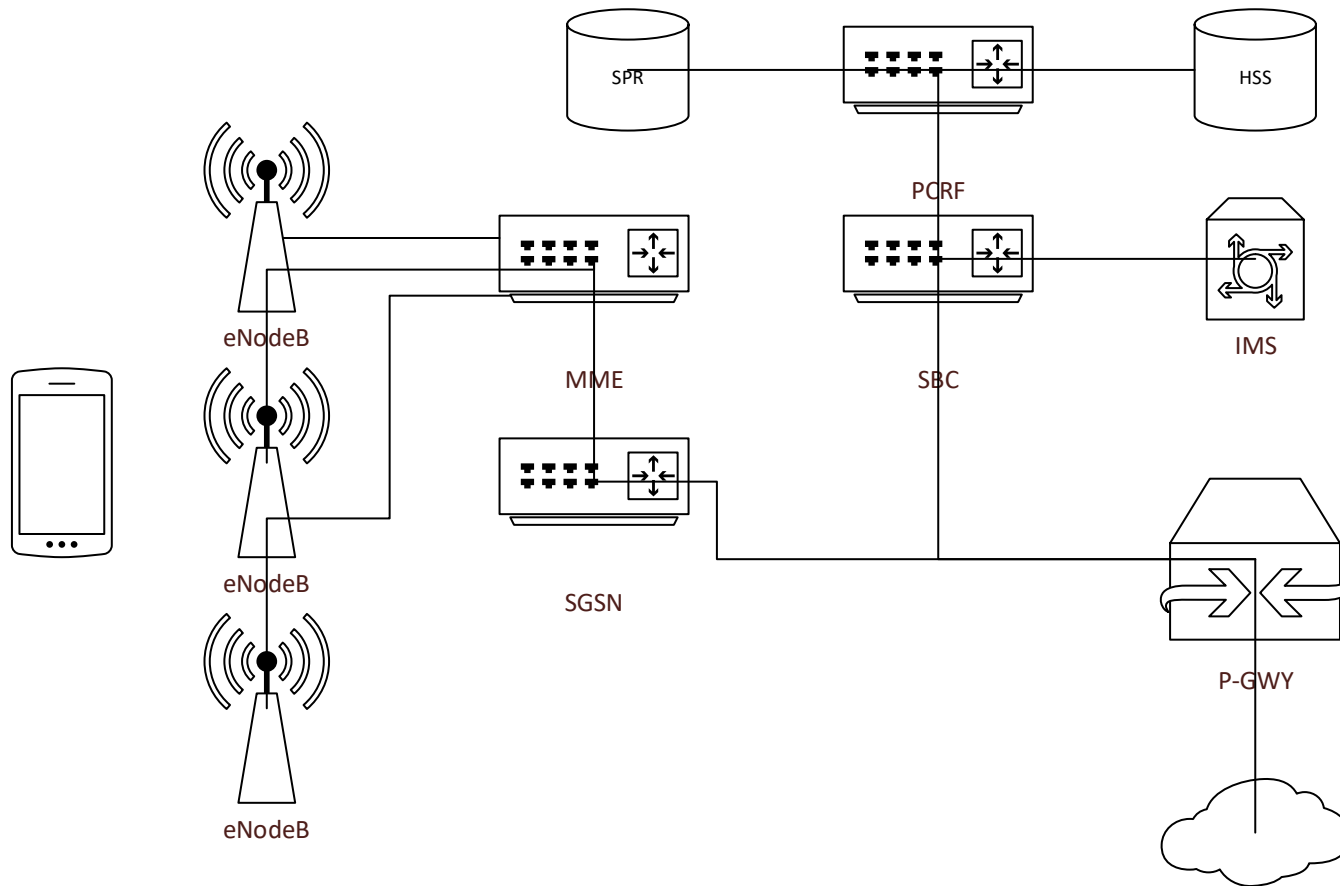 SPR
HSS
PCRF
eNodeB
MME
SBC
IMS
eNodeB
SGSN
P-GWY
eNodeB